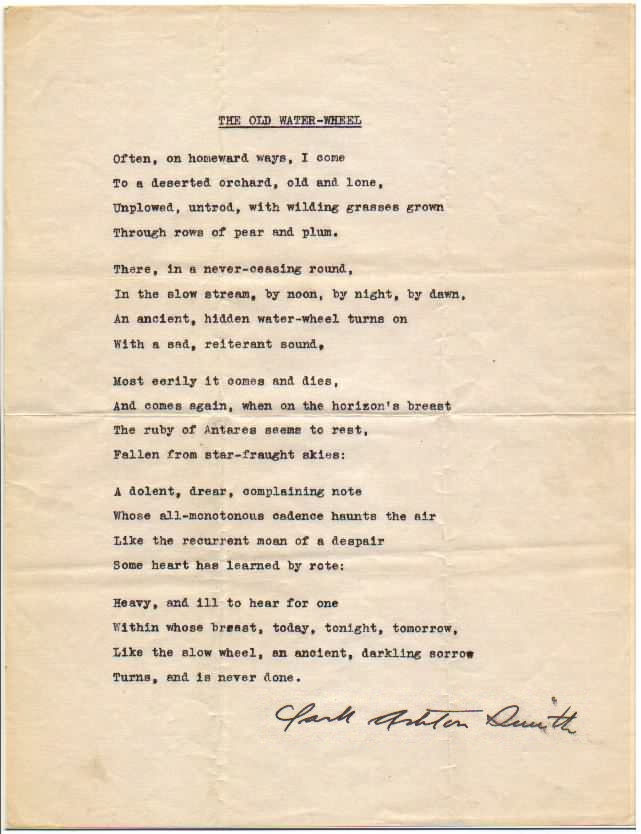 THE OLD WATER-WHEEL
Often, on homeward ways, I come
To a deserted orchard, old and lone,
Unplowed, untrod, with wilding grasses grown
Through rows of pear and plum.
There, in a never-ceasing round,
In the slow stream, by noon, by night, by dawn,
An ancient, hidden water-wheel turns on
With a sad, reiterant sound,
Most eerily it comes and dies,
And comes again, when on the horizon's breast
The ruby of Antares seems to rest,
Fallen from star-fraught skies:
A dolent, drear, complaining note
Whose all-monotonous cadence haunts the air
Like the recurrent moan of a despair
Some heart has learned by rote:
Heavy, and ill to hear for one
Within whose breast, today, tonight, tomorrow,
Like the slow wheel, an ancient, darkling sorrow
Turns, and is never done.
Clark Ashton Smith